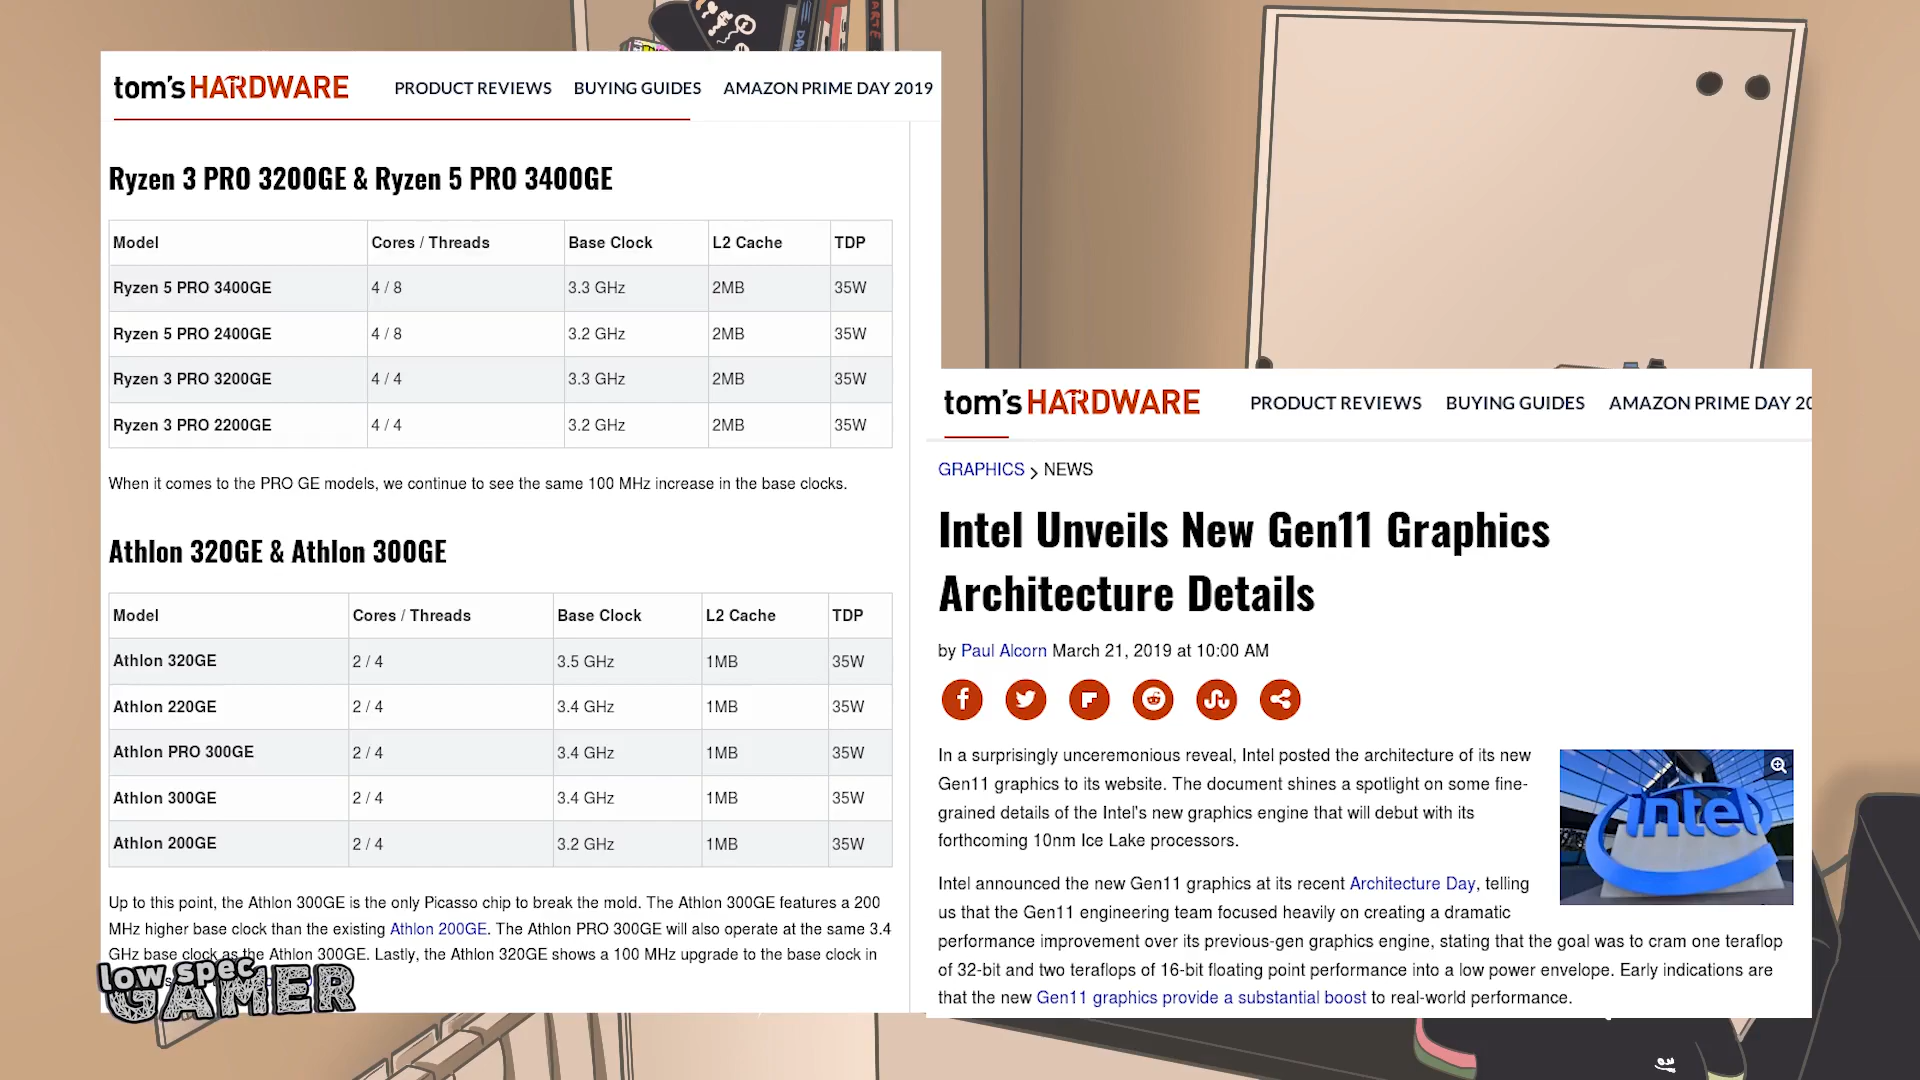 tom's HARDWARE PRODUCT REVIEWS BUYING GUIDES AMAZON PRIME DAY 2019
Ryzen 3 PRO 3200GE & Ryzen 5 PRO 3400GE
Model Cores / Threads Base Clock L2 Cache TDP
Ryzen 5 PRO 3400GE 4 / 8 3.3 GHz 2MB 35W
Ryzen 5 PRO 2400GE 4 / 8 3.2 GHz 2MB 35W
Ryzen 3 PRO 3200GE 4 / 4 3.3 GHz 2MB 35W
Ryzen 3 PRO 2200GE 4 / 4 3.2 GHz 2MB 35W
When it comes to the PRO GE models, we continue to see the same 100 MHz increase in the base clocks.
Athlon 320GE & Athlon 300GE
Model Cores / Threads Base Clock L2 Cache TDP
Athlon 320GE 2 / 4 3.5 GHz 1MB 35W
Athlon 220GE 2 / 4 3.4 GHz 1MB 35W
Athlon PRO 300GE 2 / 4 3.4 GHz 1MB 35W
Athlon 300GE 2 / 4 3.4 GHz 1MB 35W
Athlon 200GE 2 / 4 3.2 GHz 1MB 35W
Up to this point, the Athlon 300GE is the only Picasso chip to break the mold. The Athlon 300GE features a 200
MHz higher base clock than the existing Athlon 200GE. The Athlon PRO 300GE will also operate at the same 3.4
GHz base clock as the Athlon 300GE. Lastly, the Athlon 320GE shows a 100 MHz upgrade to the base clock in
low spec
GAMER
tom's HARDWARE PRODUCT REVIEWS BUYING GUIDES AMAZON PRIME DAY 20
GRAPHICS > NEWS
Intel Unveils New Gen11 Graphics
Architecture Details
by Paul Alcorn March 21, 2019 at 10:00 AM
In a surprisingly unceremonious reveal, Intel posted the architecture of its new
Gen11 graphics to its website. The document shines a spotlight on some fine-
grained details of the Intel's new graphics engine that will debut with its
forthcoming 10nm Ice Lake processors.
intel
Intel announced the new Gen11 graphics at its recent Architecture Day, telling
us that the Gen11 engineering team focused heavily on creating a dramatic
performance improvement over its previous-gen graphics engine, stating that the goal was to cram one teraflop
of 32-bit and two teraflops of 16-bit floating point performance into a low power envelope. Early indications are
that the new Gen11 graphics provide a substantial boost to real-world performance.